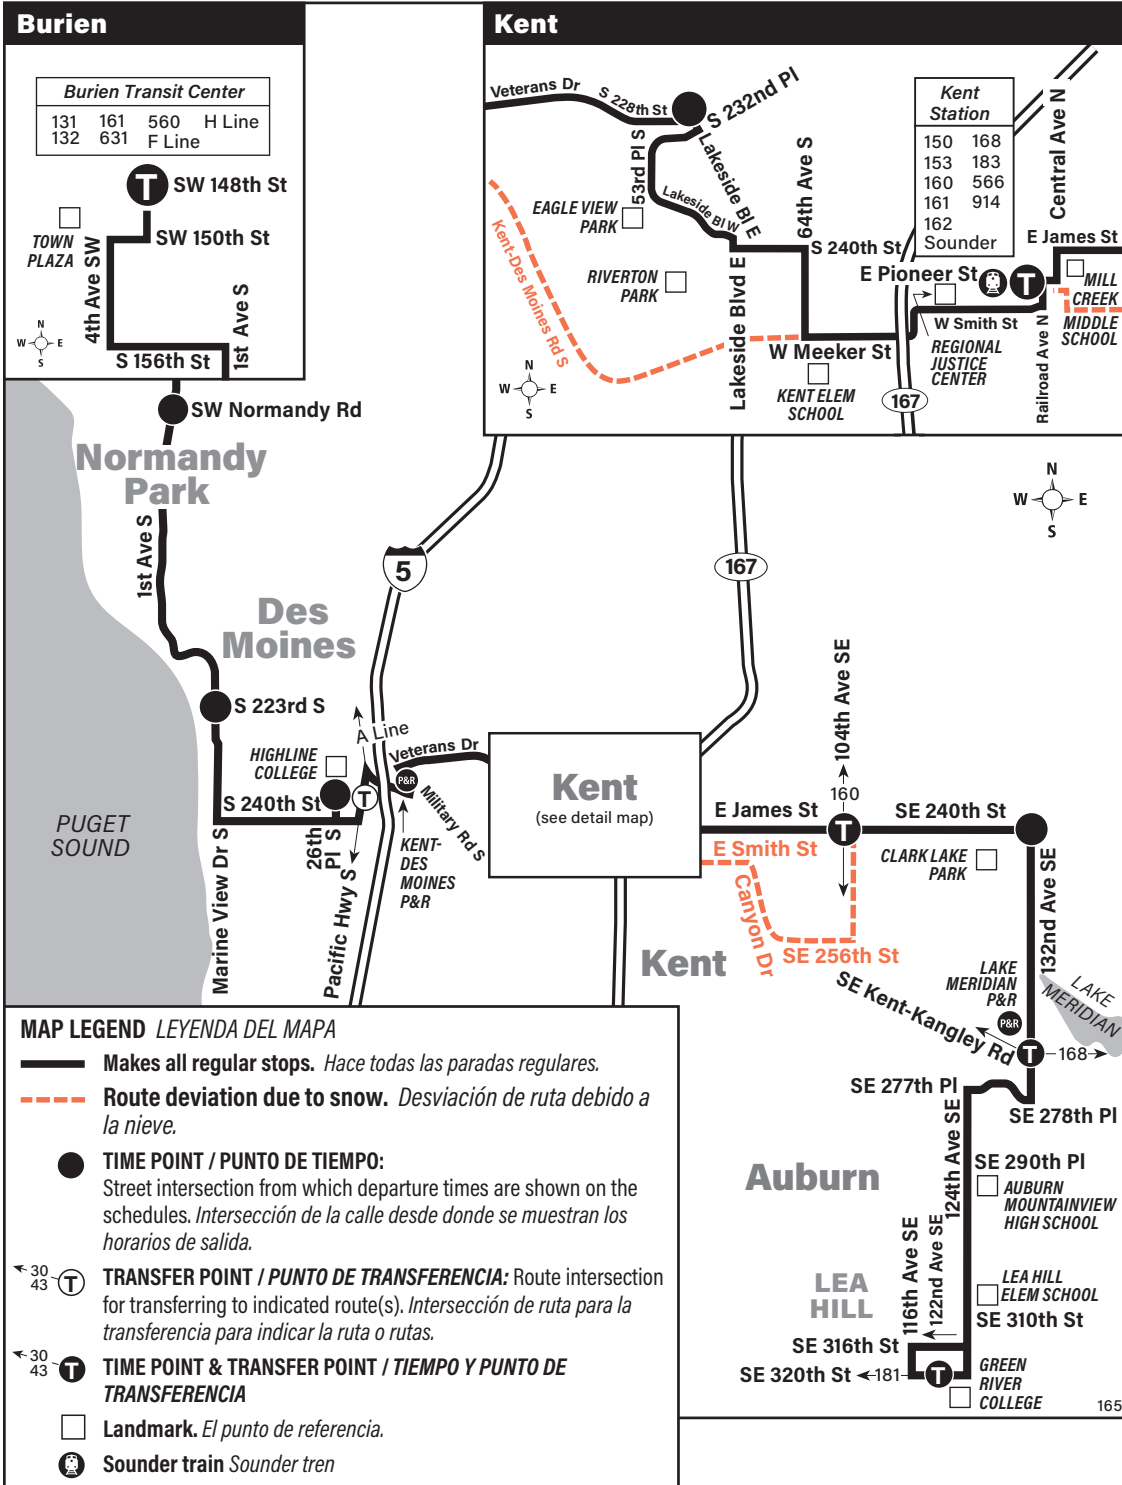 Burien
Burien Transit Center
131 161 560 H Line
132 631 F Line
T
SW 148th St
TOWN
PLAZA
SW 150th St
4th Ave SW
1st Ave S
S 156th St
N
W E
S
Kent
Veterans Dr
S 228th St
S 232nd Pl
53rd Pl S
Lakeside Bl E
Lakeside Bl W
64th Ave S
EAGLE VIEW
PARK
RIVERTON
PARK
Kent-Des Moines Rd S
Lakeside Blvd E
S 240th St
W Meeker St
KENT ELEM
SCHOOL
Kent
Station
150 168
153 183
160 566
161 914
162
Sounder
Central Ave N
E James St
E Pioneer St
T
MILL
CREEK
MIDDLE
SCHOOL
W Smith St
REGIONAL
JUSTICE
CENTER
Railroad Ave N
167
N
W E
S
SW Normandy Rd
Normandy
Park
1st Ave S
5
167
N
W E
S
Des
Moines
S 223rd S
A Line
HIGHLINE
COLLEGE
Veterans Dr
P&R
T
S 240th St
26th
Pl S
Military Rd S
KENT-
DES
MOINES
P&R
Marine View Dr S
Pacific Hwy S
PUGET
SOUND
Kent
(see detail map)
104th Ave SE
160
E James St
T
SE 240th St
E Smith St
Canyon Dr
SE 256th St
CLARK LAKE
PARK
132nd Ave SE
Kent
LAKE
MERIDIAN
P&R
P&R
LAKE
MERIDIAN
SE Kent-Kangley Rd
T
168
SE 277th Pl
SE 278th Pl
124th Ave SE
Auburn
SE 290th Pl
AUBURN
MOUNTAINVIEW
HIGH SCHOOL
116th Ave SE
122nd Ave SE
LEA
HILL
LEA HILL
ELEM SCHOOL
SE 310th St
SE 316th St
SE 320th St
181
T
GREEN
RIVER
COLLEGE
165
MAP LEGEND LEYENDA DEL MAPA
Makes all regular stops. Hace todas las paradas regulares.
Route deviation due to snow. Desviación de ruta debido a
la nieve.
TIME POINT / PUNTO DE TIEMPO:
Street intersection from which departure times are shown on the
schedules. Intersección de la calle desde donde se muestran los
horarios de salida.
30
43
T
TRANSFER POINT / PUNTO DE TRANSFERENCIA: Route intersection
for transferring to indicated route(s). Intersección de ruta para la
transferencia para indicar la ruta o rutas.
30
43
T
TIME POINT & TRANSFER POINT / TIEMPO Y PUNTO DE
TRANSFERENCIA
Landmark. El punto de referencia.
Sounder train Sounder tren